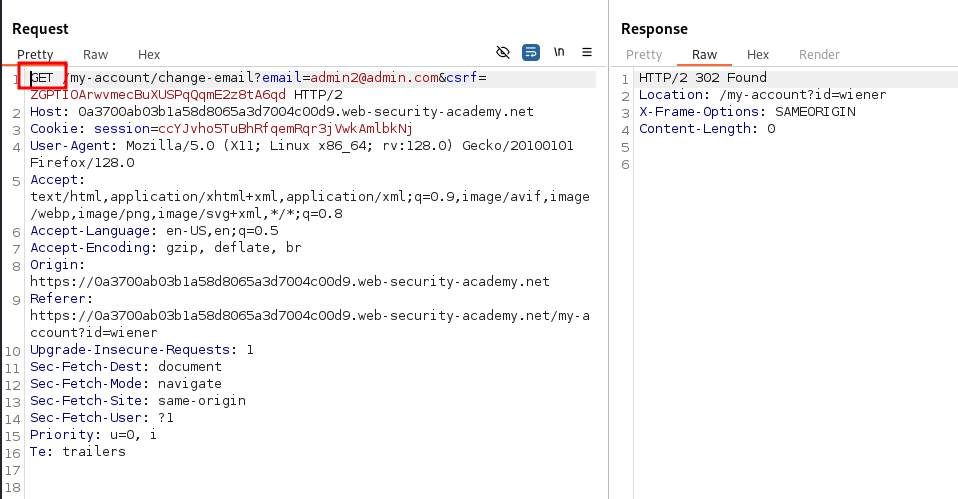 Request
Pretty Raw Hex \n
1 GET /my-account/change-email?email=admin2@admin.com&csrf=
ZGPTIOArwvmecBuXUSPqQqmE2z8tA6qd HTTP/2
2 Host: 0a3700ab03b1a58d8065a3d7004c00d9.web-security-academy.net
3 Cookie: session=ccYJvho5TuBhRfqemRqr3jVwkAmlbkNj
4 User-Agent: Mozilla/5.0 (X11; Linux x86_64; rv:128.0) Gecko/20100101
Firefox/128.0
5 Accept:
text/html,application/xhtml+xml,application/xml;q=0.9,image/avif,image
/webp,image/png,image/svg+xml,*/*;q=0.8
6 Accept-Language: en-US,en;q=0.5
7 Accept-Encoding: gzip, deflate, br
8 Origin:
https://0a3700ab03b1a58d8065a3d7004c00d9.web-security-academy.net
9 Referer:
https://0a3700ab03b1a58d8065a3d7004c00d9.web-security-academy.net/my-a
ccount?id=wiener
10 Upgrade-Insecure-Requests: 1
11 Sec-Fetch-Dest: document
12 Sec-Fetch-Mode: navigate
13 Sec-Fetch-Site: same-origin
14 Sec-Fetch-User: ?1
15 Priority: u=0, i
16 Te: trailers
17
18
Response
Pretty Raw Hex Render
1 HTTP/2 302 Found
2 Location: /my-account?id=wiener
3 X-Frame-Options: SAMEORIGIN
4 Content-Length: 0
5
6